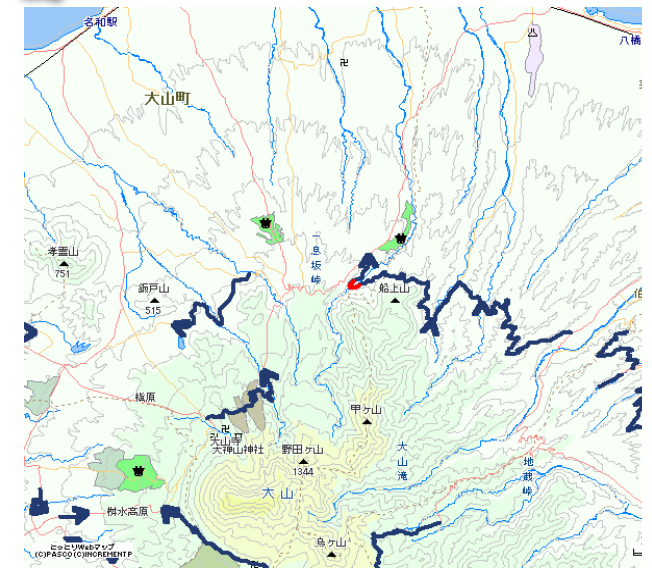 名和駅
八橋
大山町
孝霊山
751
鈑戸山
515
一息坂峠
船上山
槇原
甲ヶ山
大山寺
大神山神社
野田ヶ山
1344
大山滝
地蔵峠
大山
桝水高原
烏ヶ山
とっとりWebマップ
(C)PASCO(C)INCREMENT P